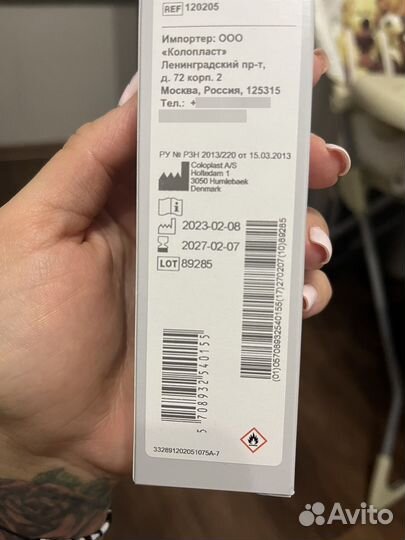 REF 120205
Импортер: ООО
«Колопласт»
Ленинградский пр-т,
д. 72 корп. 2
Москва, Россия, 125315
Тел.: +
РУ № РЗН 2013/220 от 15.03.2013
Coloplast A/S
Holtedam 1
3050 Humlebaek
Denmark
2023-02-08
2027-02-07
LOT 89285
(01)05708932540155(17)270207(10)89285
5 708932 540155
332891202051075A-7
Avito